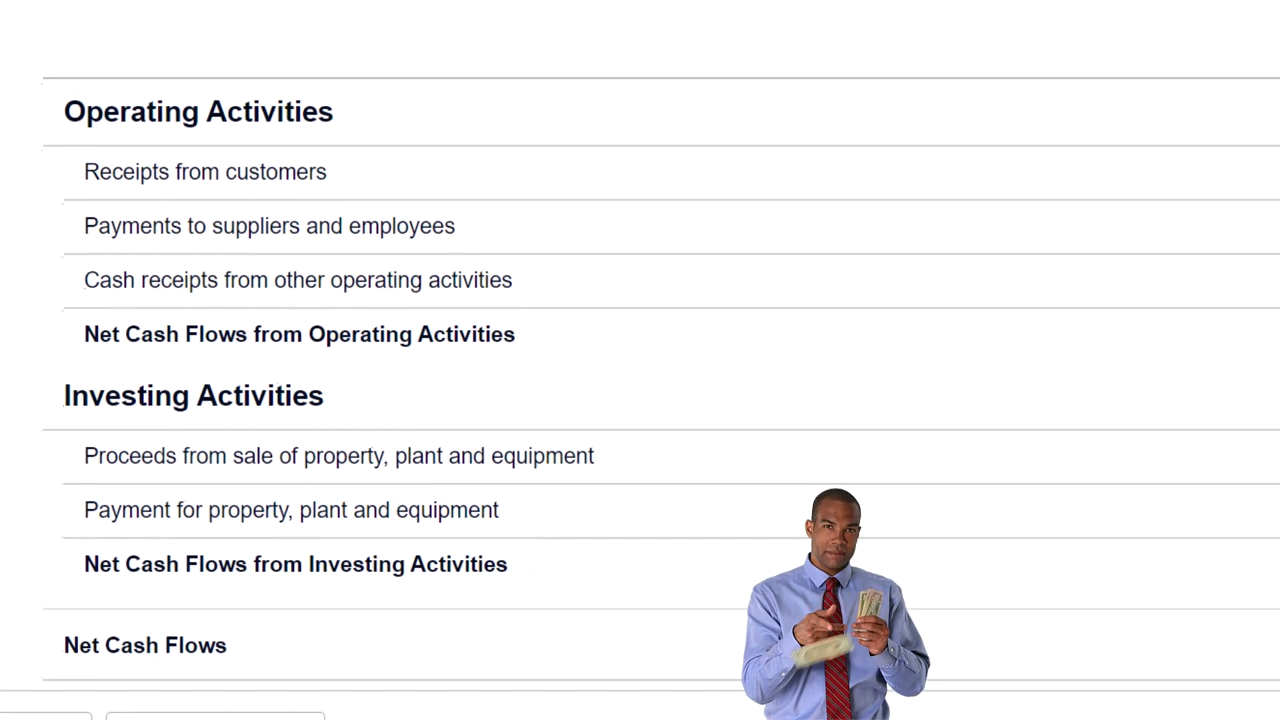 Operating Activities
Receipts from customers
Payments to suppliers and employees
Cash receipts from other operating activities
Net Cash Flows from Operating Activities
Investing Activities
Proceeds from sale of property, plant and equipment
Payment for property, plant and equipment
Net Cash Flows from Investing Activities
Net Cash Flows